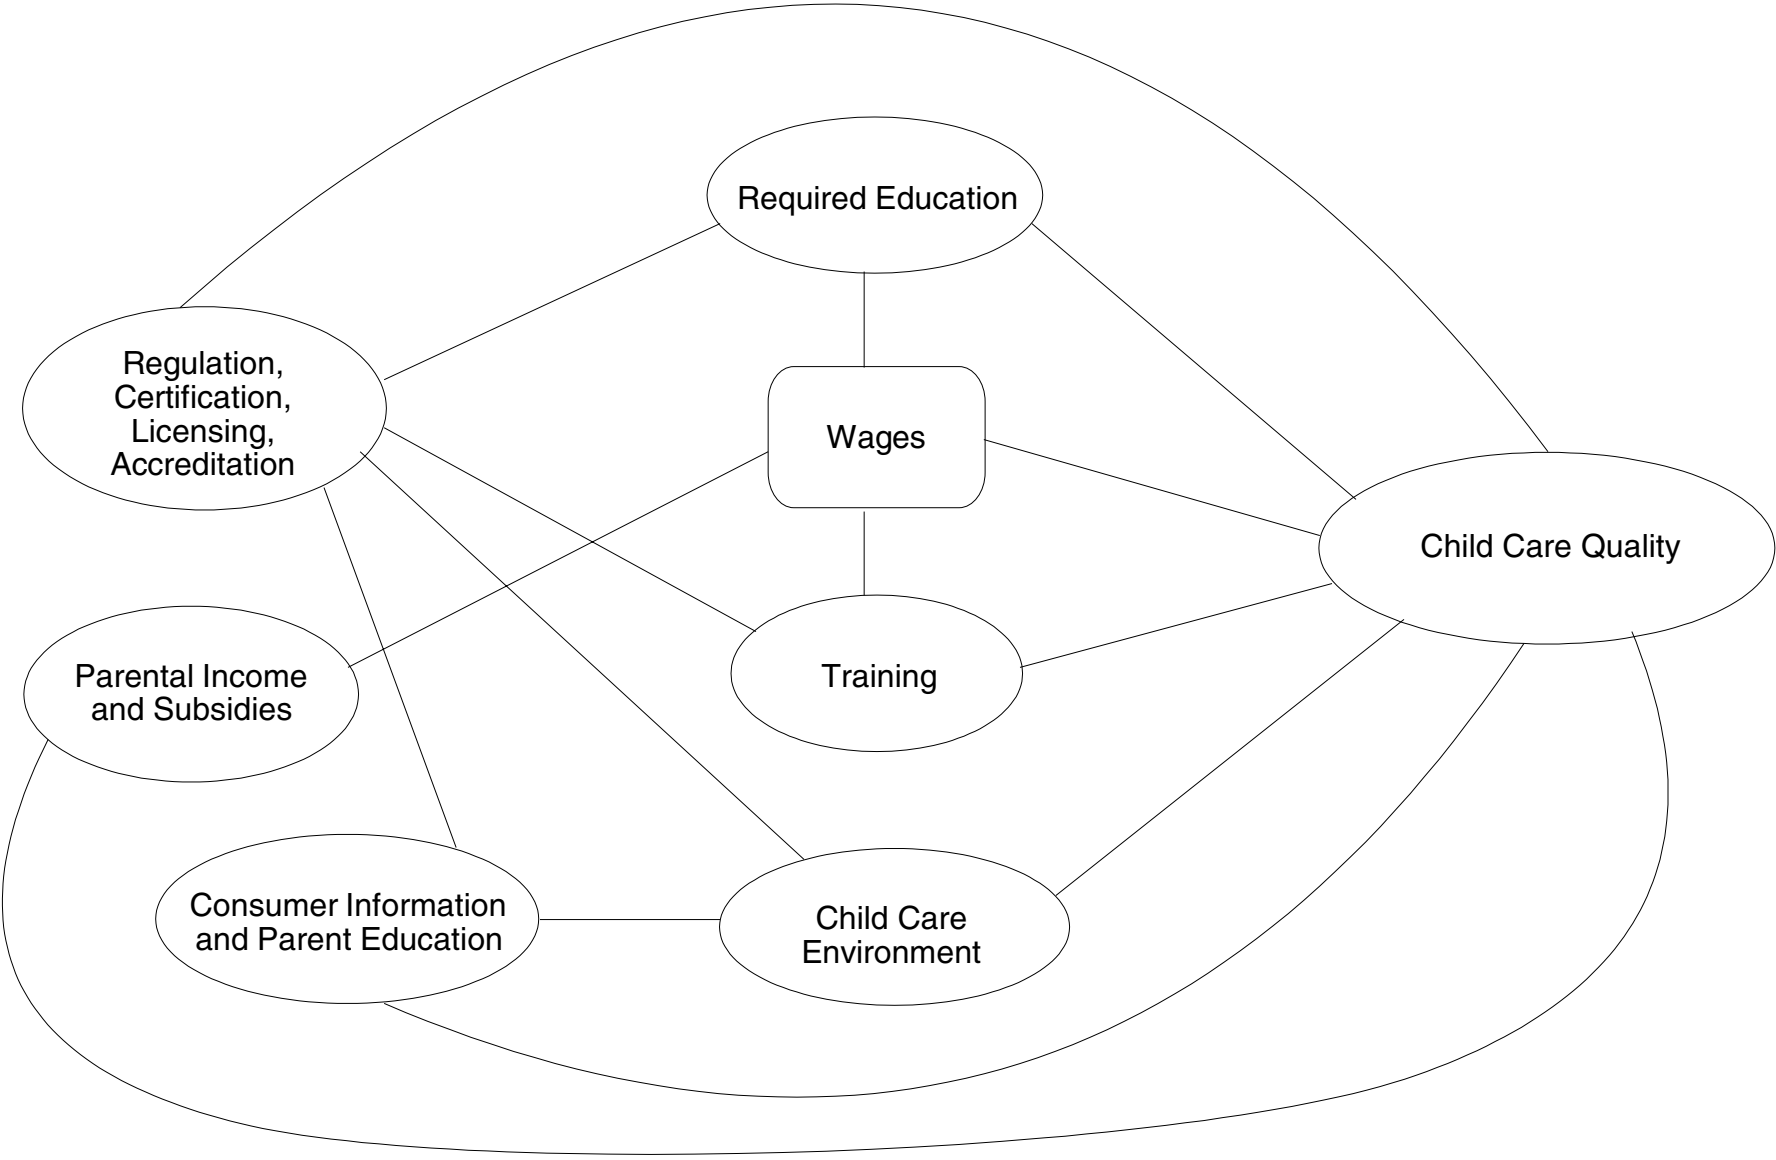 Required Education
Regulation,
Certification,
Licensing,
Accreditation
Wages
Child Care Quality
Parental Income
and Subsidies
Training
Consumer Information
and Parent Education
Child Care
Environment